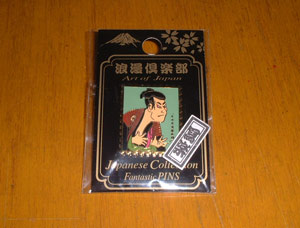 浪漫倶楽部
Art of Japan
Japanese Collection
Fantastic PINS